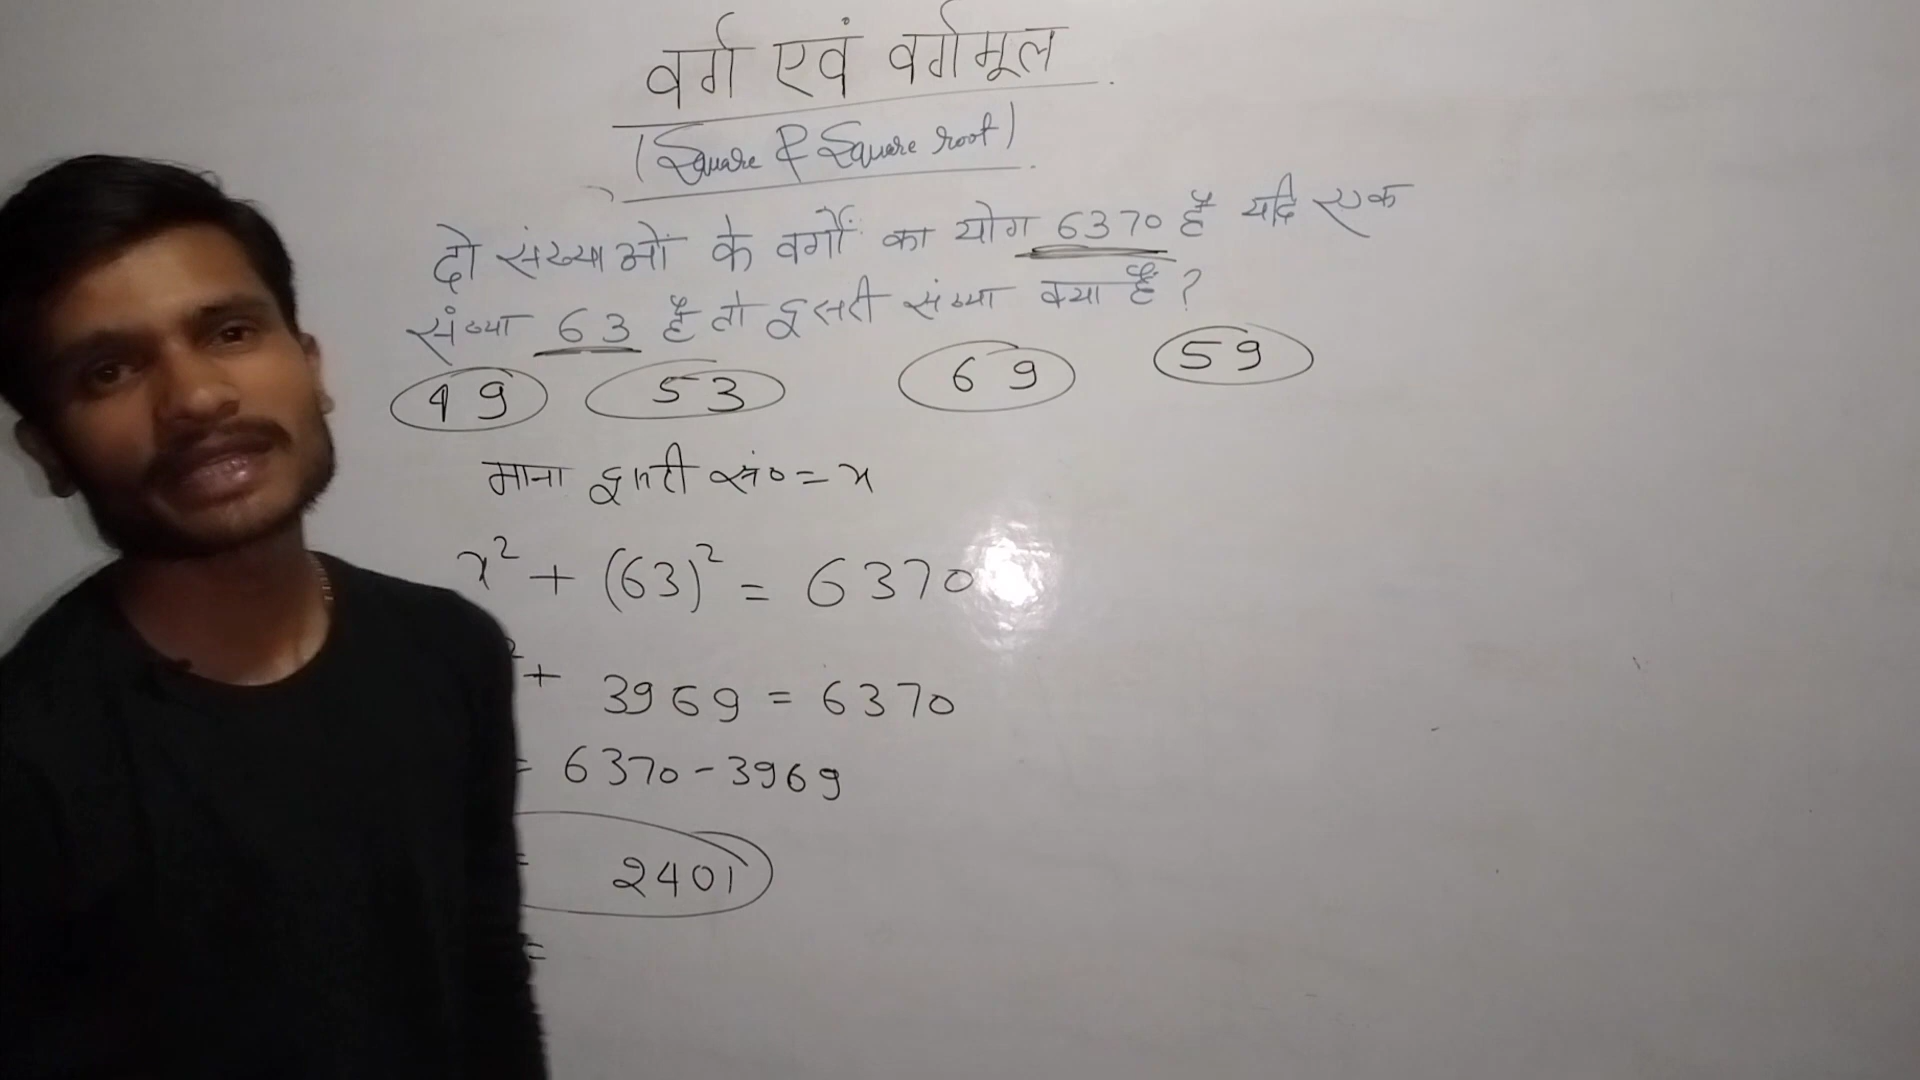 वर्ग एवं वर्गमूल
(Square & Square root)
दो संख्याओं के वर्गों का योग 6370 है यदि एक
संख्या 63 है तो दूसरी संख्या क्या है ?
49 53 69 59
माना दूसरी सं० = x
x² + (63)² = 6370
² + 3969 = 6370
= 6370 - 3969
= 2401
=